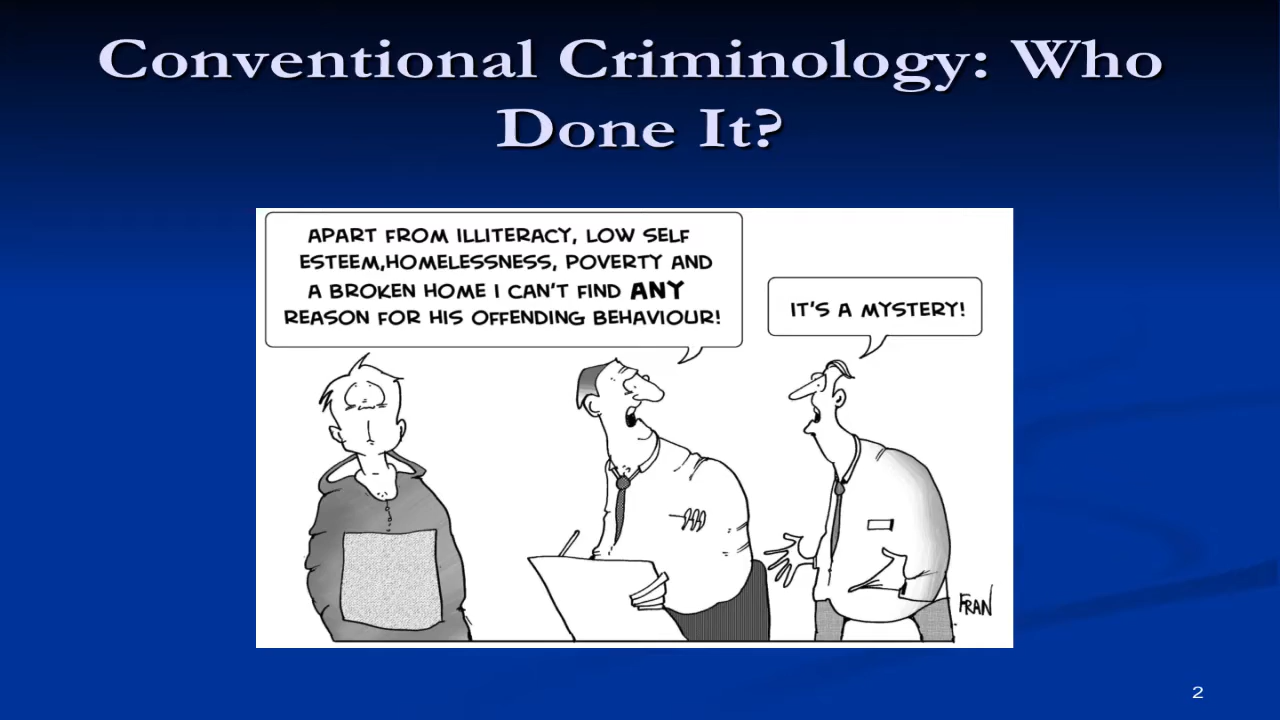 Conventional Criminology: Who
Done It?
APART FROM ILLITERACY, LOW SELF
ESTEEM,HOMELESSNESS, POVERTY AND
A BROKEN HOME I CAN'T FIND ANY
REASON FOR HIS OFFENDING BEHAVIOUR!
IT'S A MYSTERY!
FRAN
2